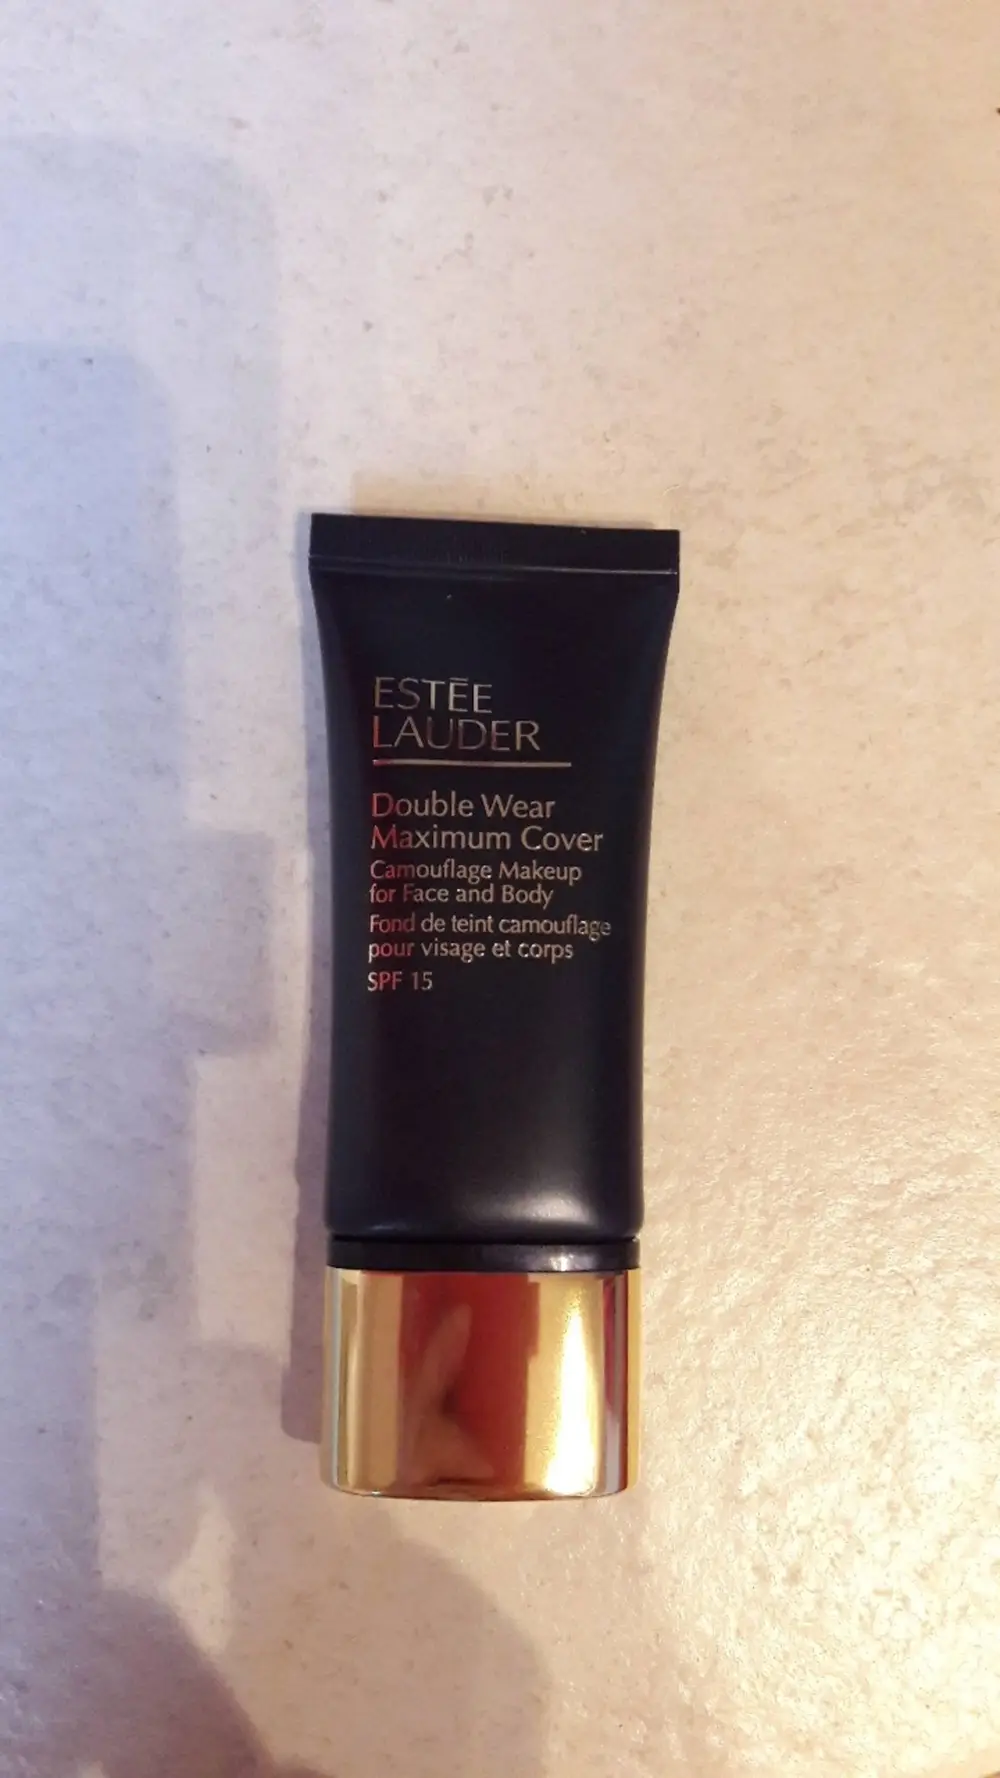 ESTĒE
LAUDER
Double Wear
Maximum Cover
Camouflage Makeup
for Face and Body
Fond de teint camouflage
pour visage et corps
SPF 15